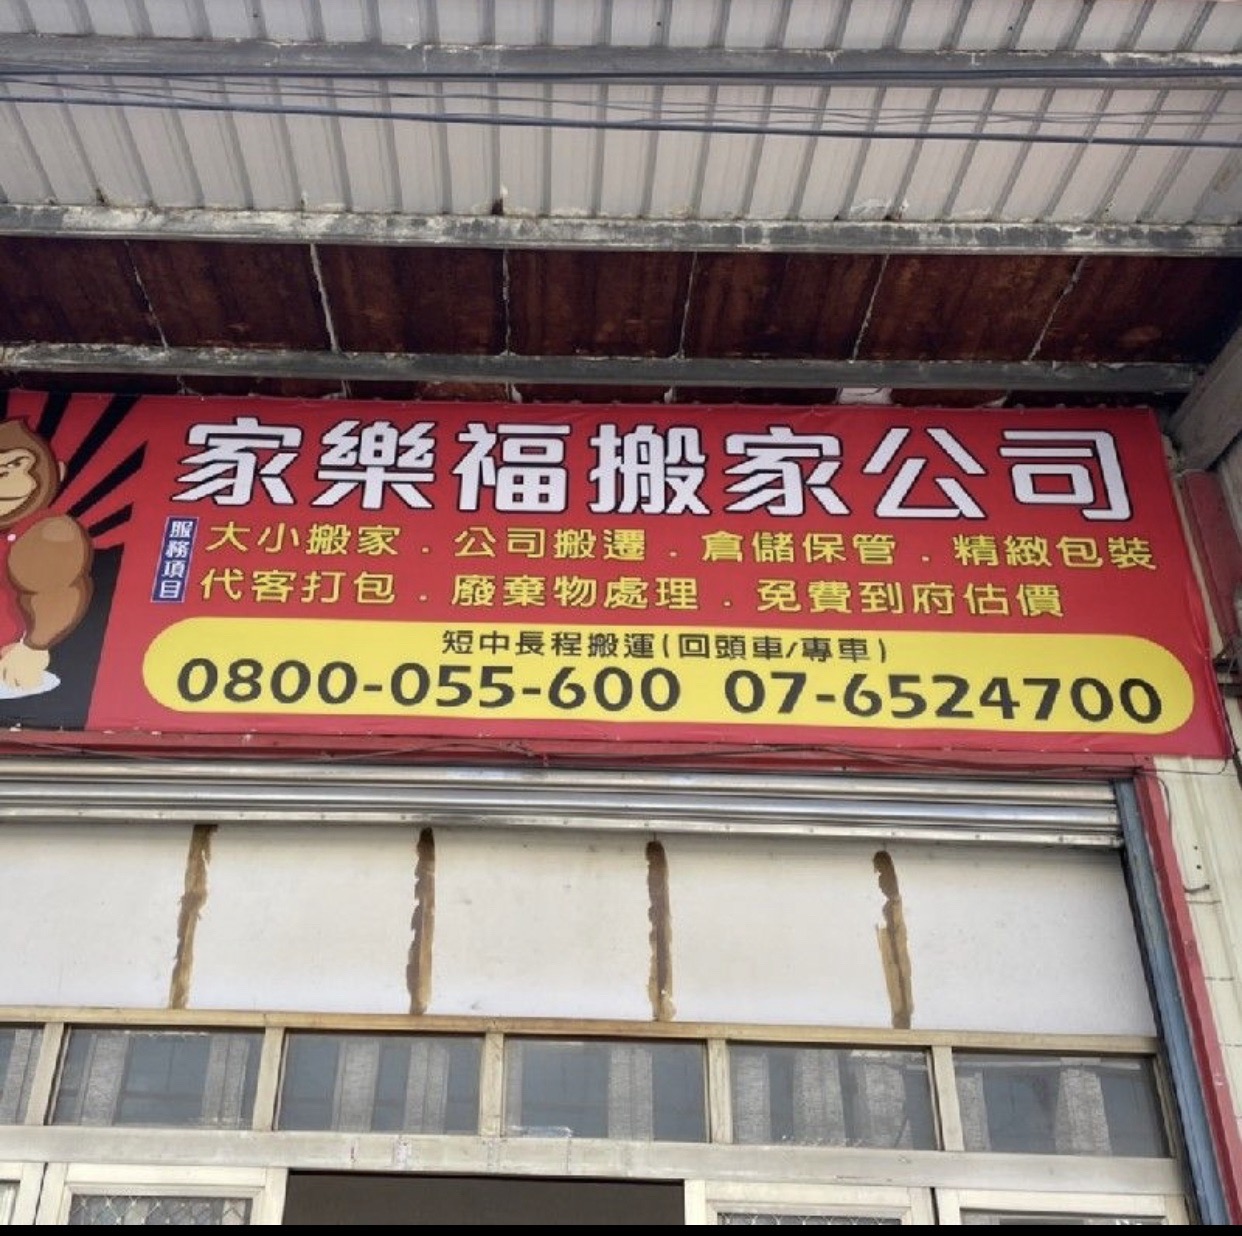 家樂福搬家公司
服務項目
大小搬家．公司搬遷．倉儲保管．精緻包裝
代客打包．廢棄物處理．免費到府估價
短中長程搬運(回頭車/專車)
0800-055-600 07-6524700